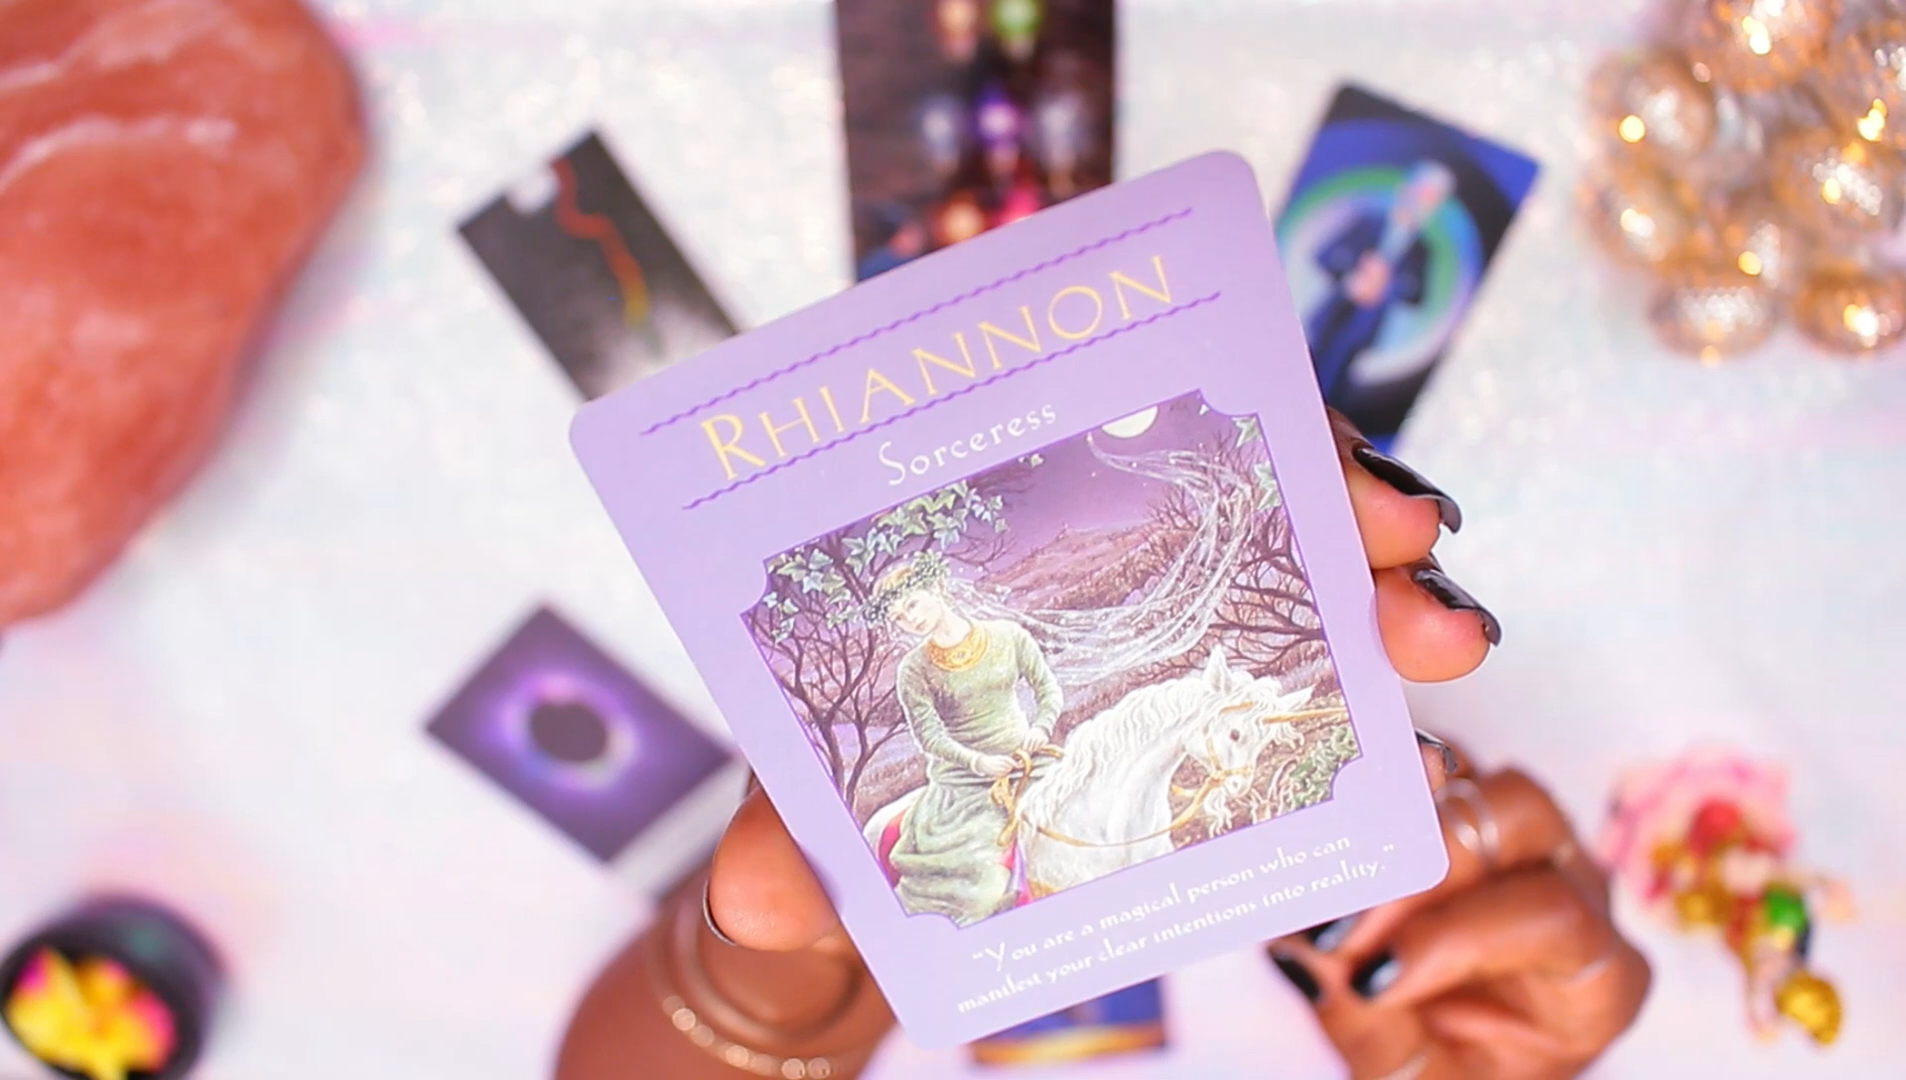 RHIANNON
Sorceress
"You are a magical person who can
manifest your clear intentions into reality."